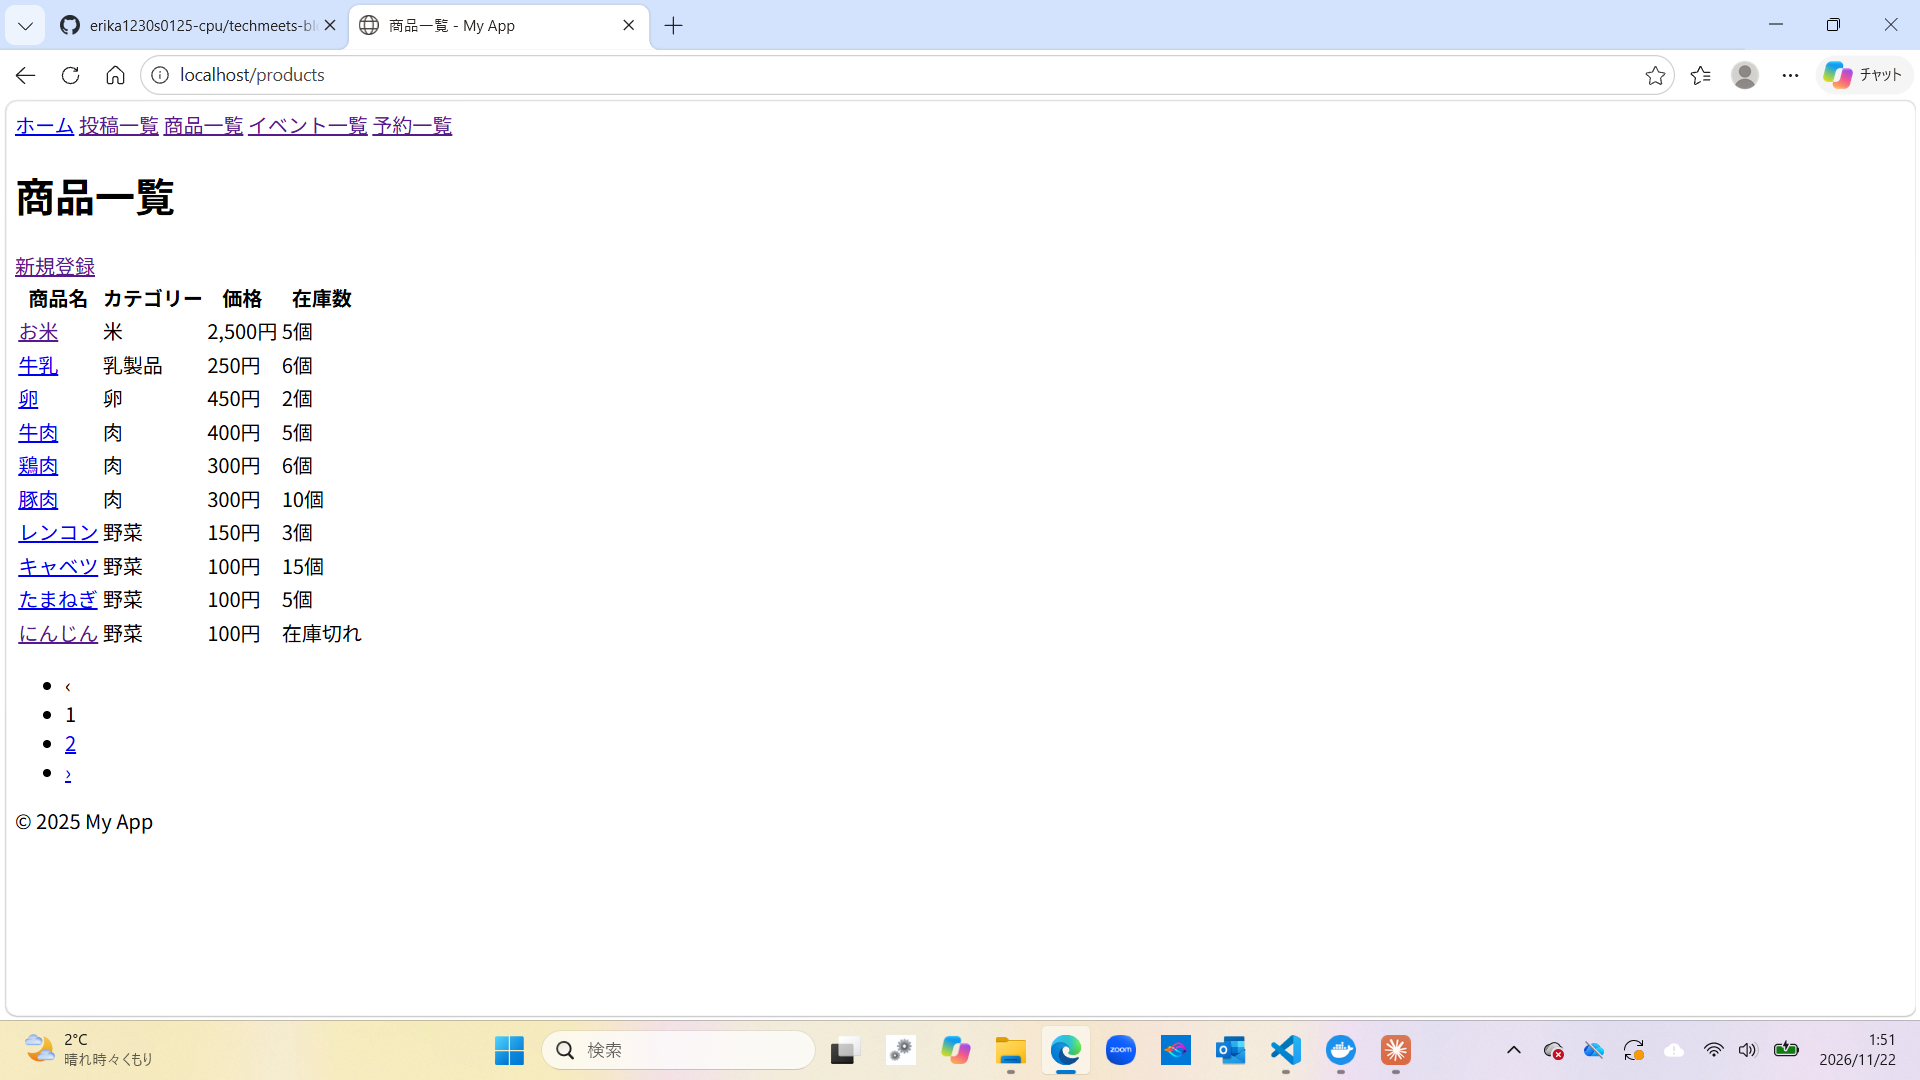 erika1230s0125-cpu/techmeets-bl
商品一覧 - My App
localhost/products
チャット
ホーム 投稿一覧 商品一覧 イベント一覧 予約一覧
商品一覧
新規登録
商品名 カテゴリー 価格 在庫数
お米 米 2,500円 5個
牛乳 乳製品 250円 6個
卵 卵 450円 2個
牛肉 肉 400円 5個
鶏肉 肉 300円 6個
豚肉 肉 300円 10個
レンコン 野菜 150円 3個
キャベツ 野菜 100円 15個
たまねぎ 野菜 100円 5個
にんじん 野菜 100円 在庫切れ
‹
1
2
›
© 2025 My App
2°C
晴れ時々くもり
検索
zoom
1:51
2026/11/22